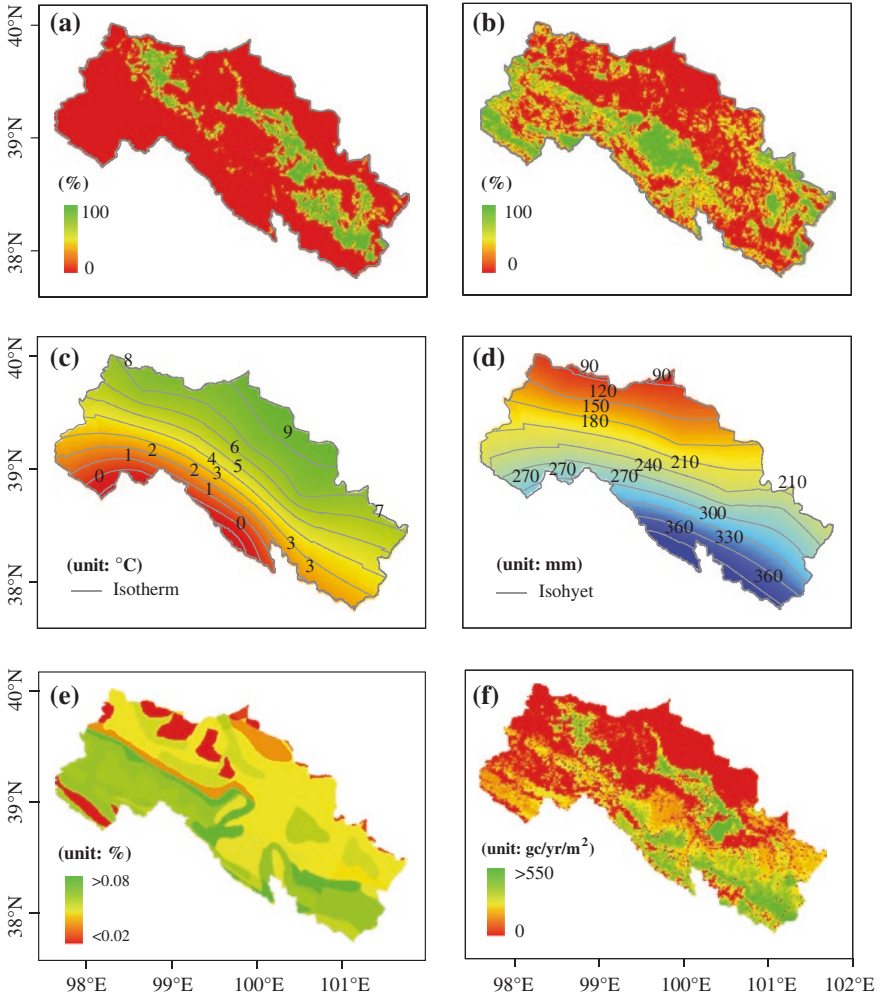 (a)
(b)
40°N
39°N
38°N
(%)
100
0
(%)
100
0
(c)
(d)
40°N
39°N
38°N
8
9
6
4
5
3
2
2
1
1
0
0
7
3
3
(unit: °C)
Isotherm
90
90
120
150
180
240
210
210
270
270
270
300
360
330
360
(unit: mm)
Isohyet
(e)
(f)
40°N
39°N
38°N
(unit: %)
>0.08
<0.02
(unit: gc/yr/m²)
>550
0
98°E
99°E
100°E
101°E
98°E
99°E
100°E
101°E
102°E